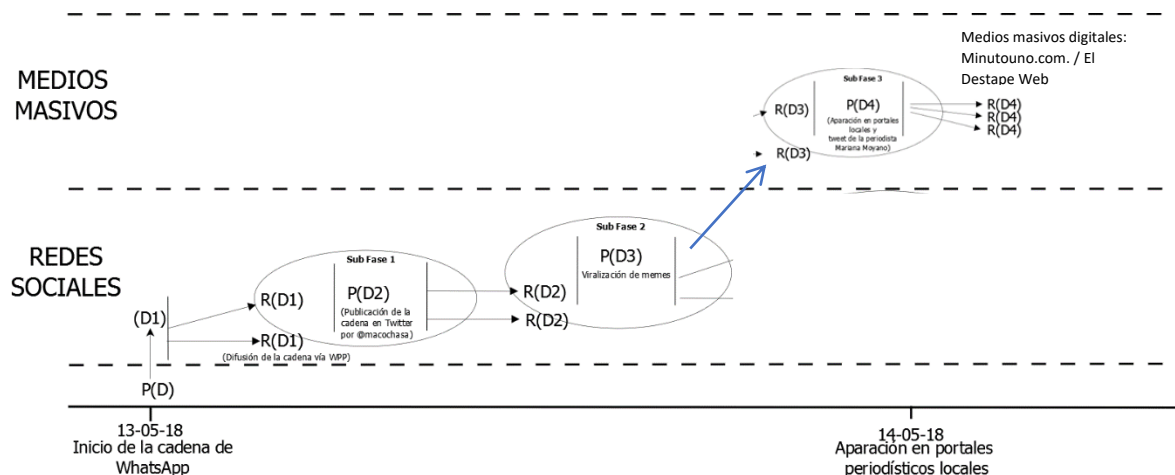 Medios masivos digitales:
Minutouno.com. / El
Destape Web
MEDIOS
MASIVOS
Sub Fase 3
R(D3)
P(D4)
(Aparación en portales
locales y
tweet de la periodista
Mariana Moyano)
R(D4)
R(D4)
R(D4)
R(D3)
REDES
SOCIALES
Sub Fase 2
P(D3)
Viralización de memes
Sub Fase 1
R(D1)
P(D2)
(Publicación de la
cadena en Twitter
por @macochasa)
R(D2)
R(D2)
(D1)
R(D1)
(Difusión de la cadena vía WPP)
P(D)
13-05-18
Inicio de la cadena de
WhatsApp
14-05-18
Aparación en portales
periodísticos locales